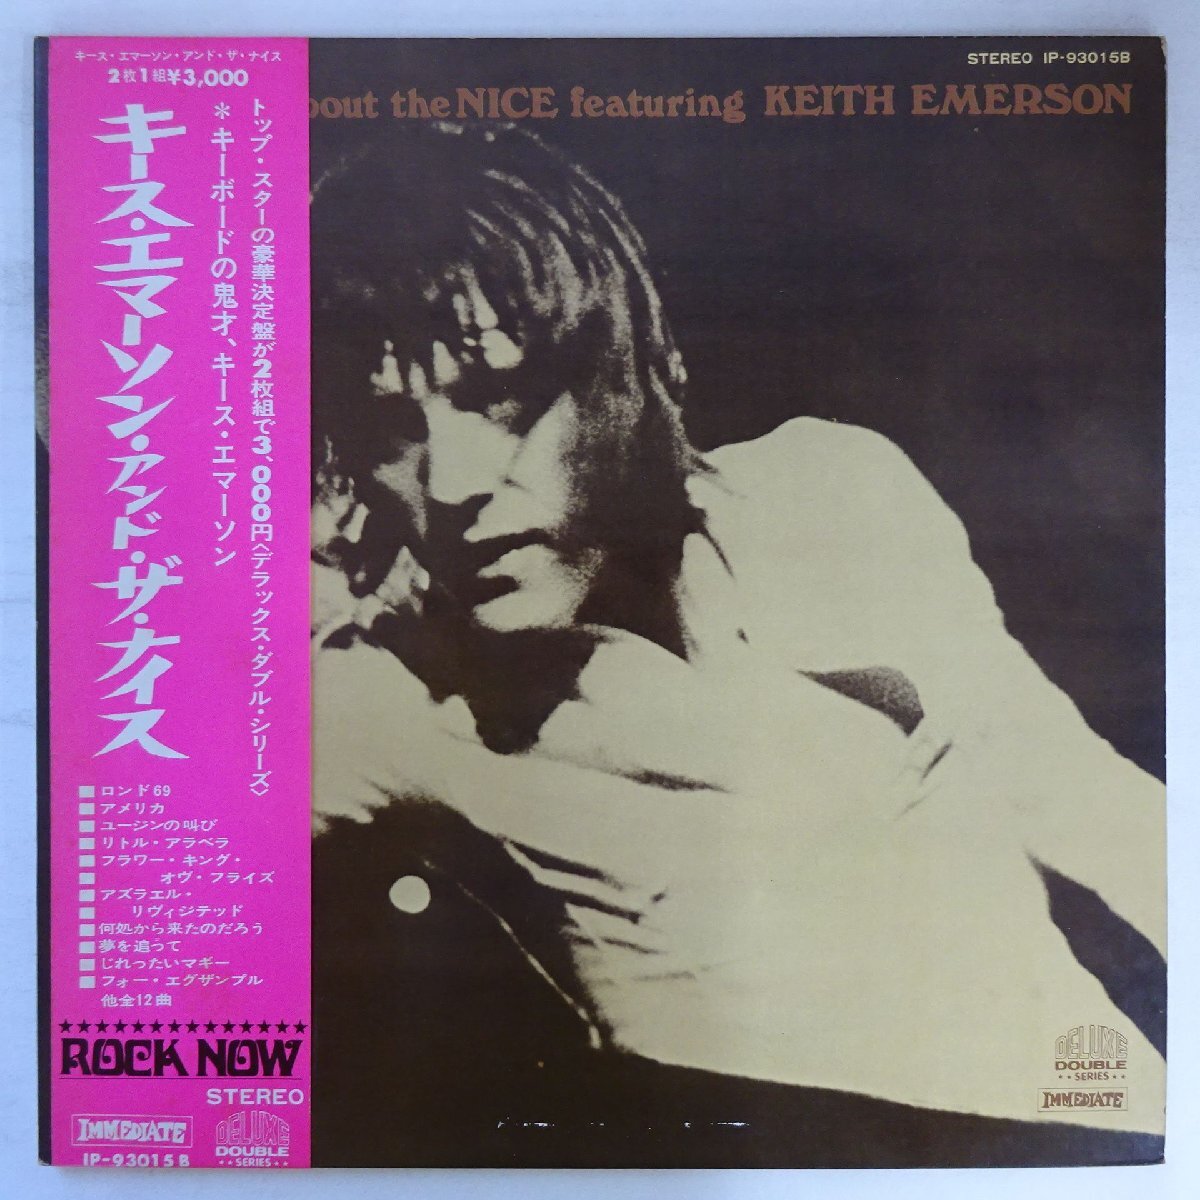 キース・エマーソン・アンド・ザ・ナイス
2枚1組¥3,000
トップ・スターの豪華決定盤が2枚組で3,000円〈デラックス・ダブル・シリーズ〉
*キーボードの鬼才、キース・エマーソン
キース・エマーソン・アンド・ザ・ナイス
■ロンド69
■アメリカ
■ユージンの叫び
■リトル・アラベラ
■フラワー・キング・
■オヴ・フライズ
■アズラエル・
■リヴィジテッド
■何処から来たのだろう
■夢を追って
■じれったいマギー
■フォー・エグザンプル
他全12曲
★★★★★★★★★★★★★★★
ROCK NOW
STEREO
IMMEDIATE
DELUXE
DOUBLE
★★SERIES★★
IP-93015B
STEREO IP-93015B
bout the NICE featuring KEITH EMERSON
DELUXE
DOUBLE
★★SERIES★★
IMMEDIATE